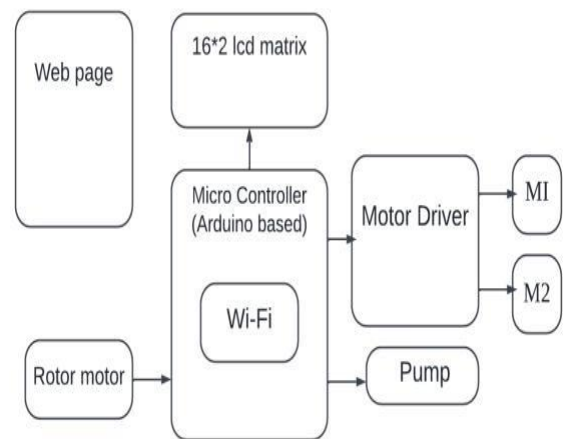 Web page
16*2 lcd matrix
Micro Controller
(Arduino based)
Wi-Fi
Motor Driver
MI
M2
Rotor motor
Pump